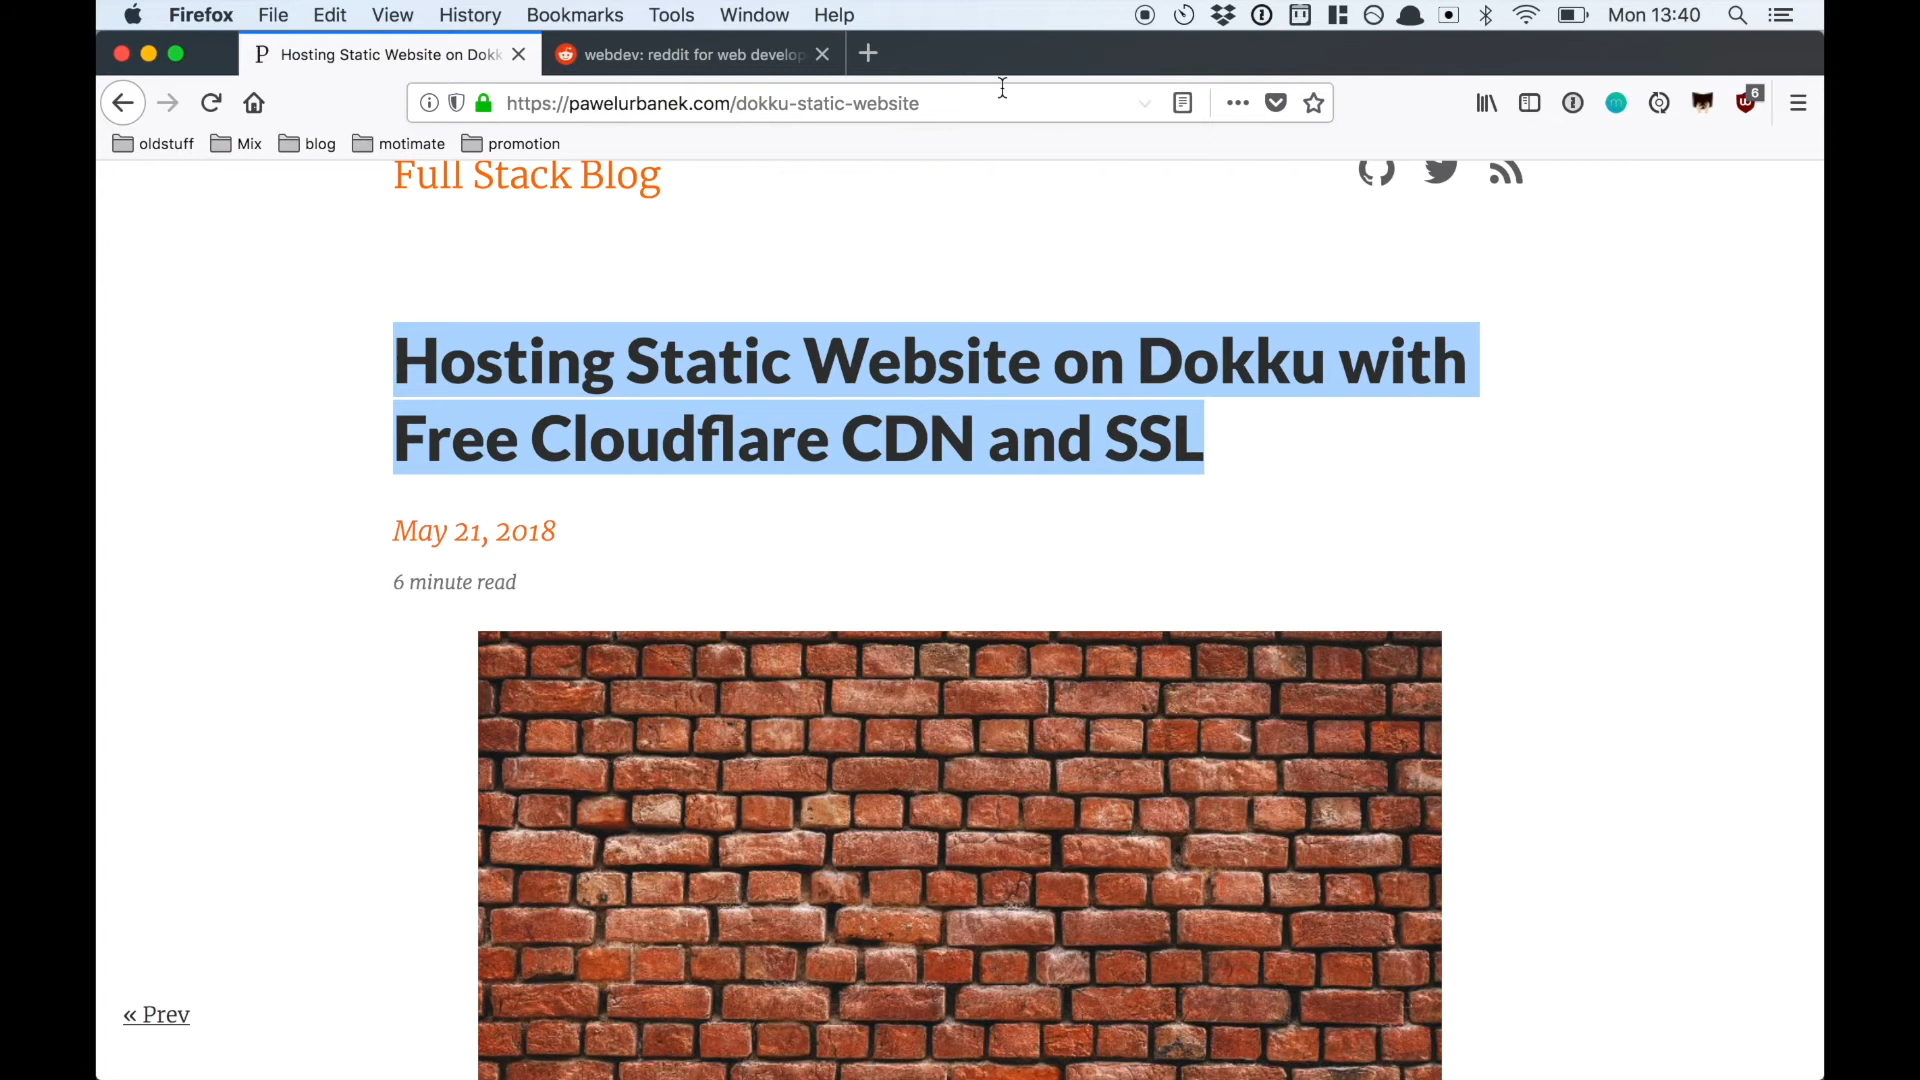 Firefox File Edit View History Bookmarks Tools Window Help Mon 13:40
Hosting Static Website on Dokk webdev: reddit for web develop
https://pawelurbanek.com/dokku-static-website 6
oldstuff Mix blog motimate promotion
Full Stack Blog
Hosting Static Website on Dokku with
Free Cloudflare CDN and SSL
May 21, 2018
6 minute read
« Prev